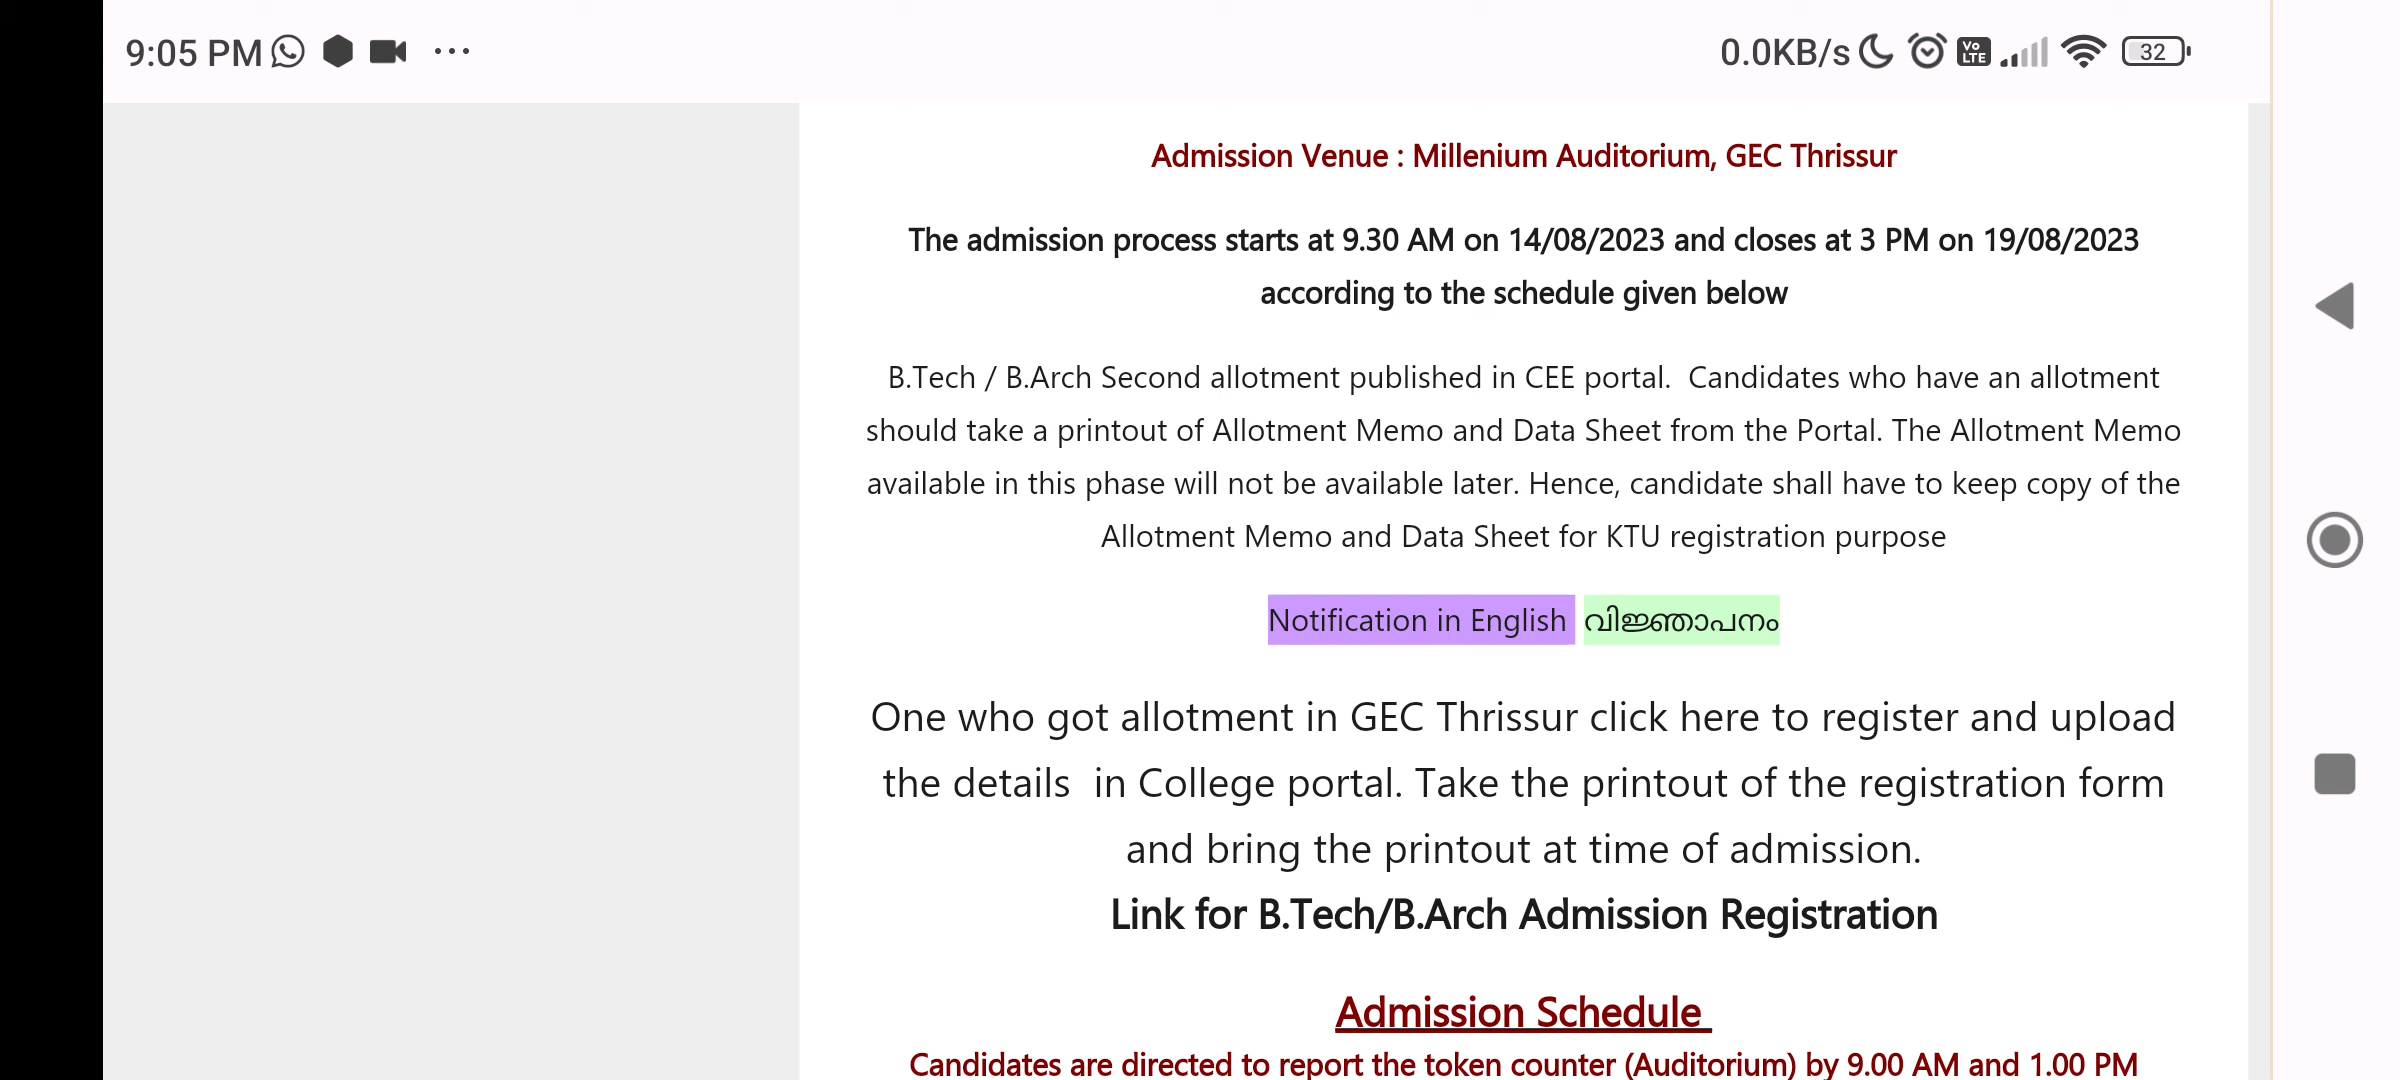 9:05 PM
0.0KB/s Vo LTE 32
Admission Venue : Millenium Auditorium, GEC Thrissur
The admission process starts at 9.30 AM on 14/08/2023 and closes at 3 PM on 19/08/2023
according to the schedule given below
B.Tech / B.Arch Second allotment published in CEE portal.  Candidates who have an allotment
should take a printout of Allotment Memo and Data Sheet from the Portal. The Allotment Memo
available in this phase will not be available later. Hence, candidate shall have to keep copy of the
Allotment Memo and Data Sheet for KTU registration purpose
Notification in English വിജ്ഞാപനം
One who got allotment in GEC Thrissur click here to register and upload
the details  in College portal. Take the printout of the registration form
and bring the printout at time of admission.
Link for B.Tech/B.Arch Admission Registration
Admission Schedule
Candidates are directed to report the token counter (Auditorium) by 9.00 AM and 1.00 PM